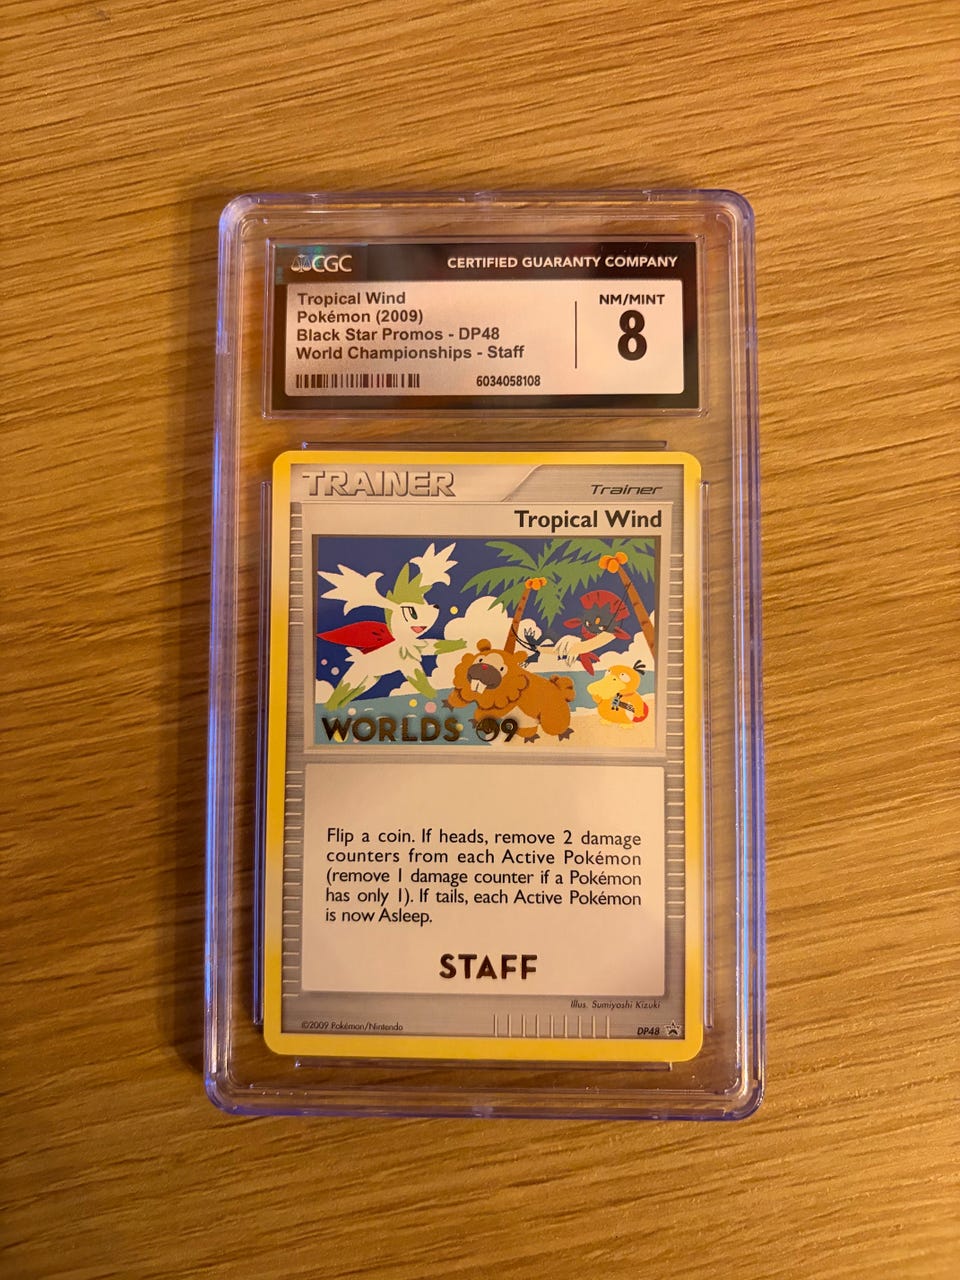 CGC
CERTIFIED GUARANTY COMPANY
Tropical Wind
Pokémon (2009)
Black Star Promos - DP48
World Championships - Staff
6034058108
NM/MINT
8
TRAINER
Trainer
Tropical Wind
WORLDS '09
Flip a coin. If heads, remove 2 damage
counters from each Active Pokémon
(remove 1 damage counter if a Pokémon
has only 1). If tails, each Active Pokémon
is now Asleep.
STAFF
Illus. Sumiyoshi Kizuki
©2009 Pokémon/Nintendo
DP48